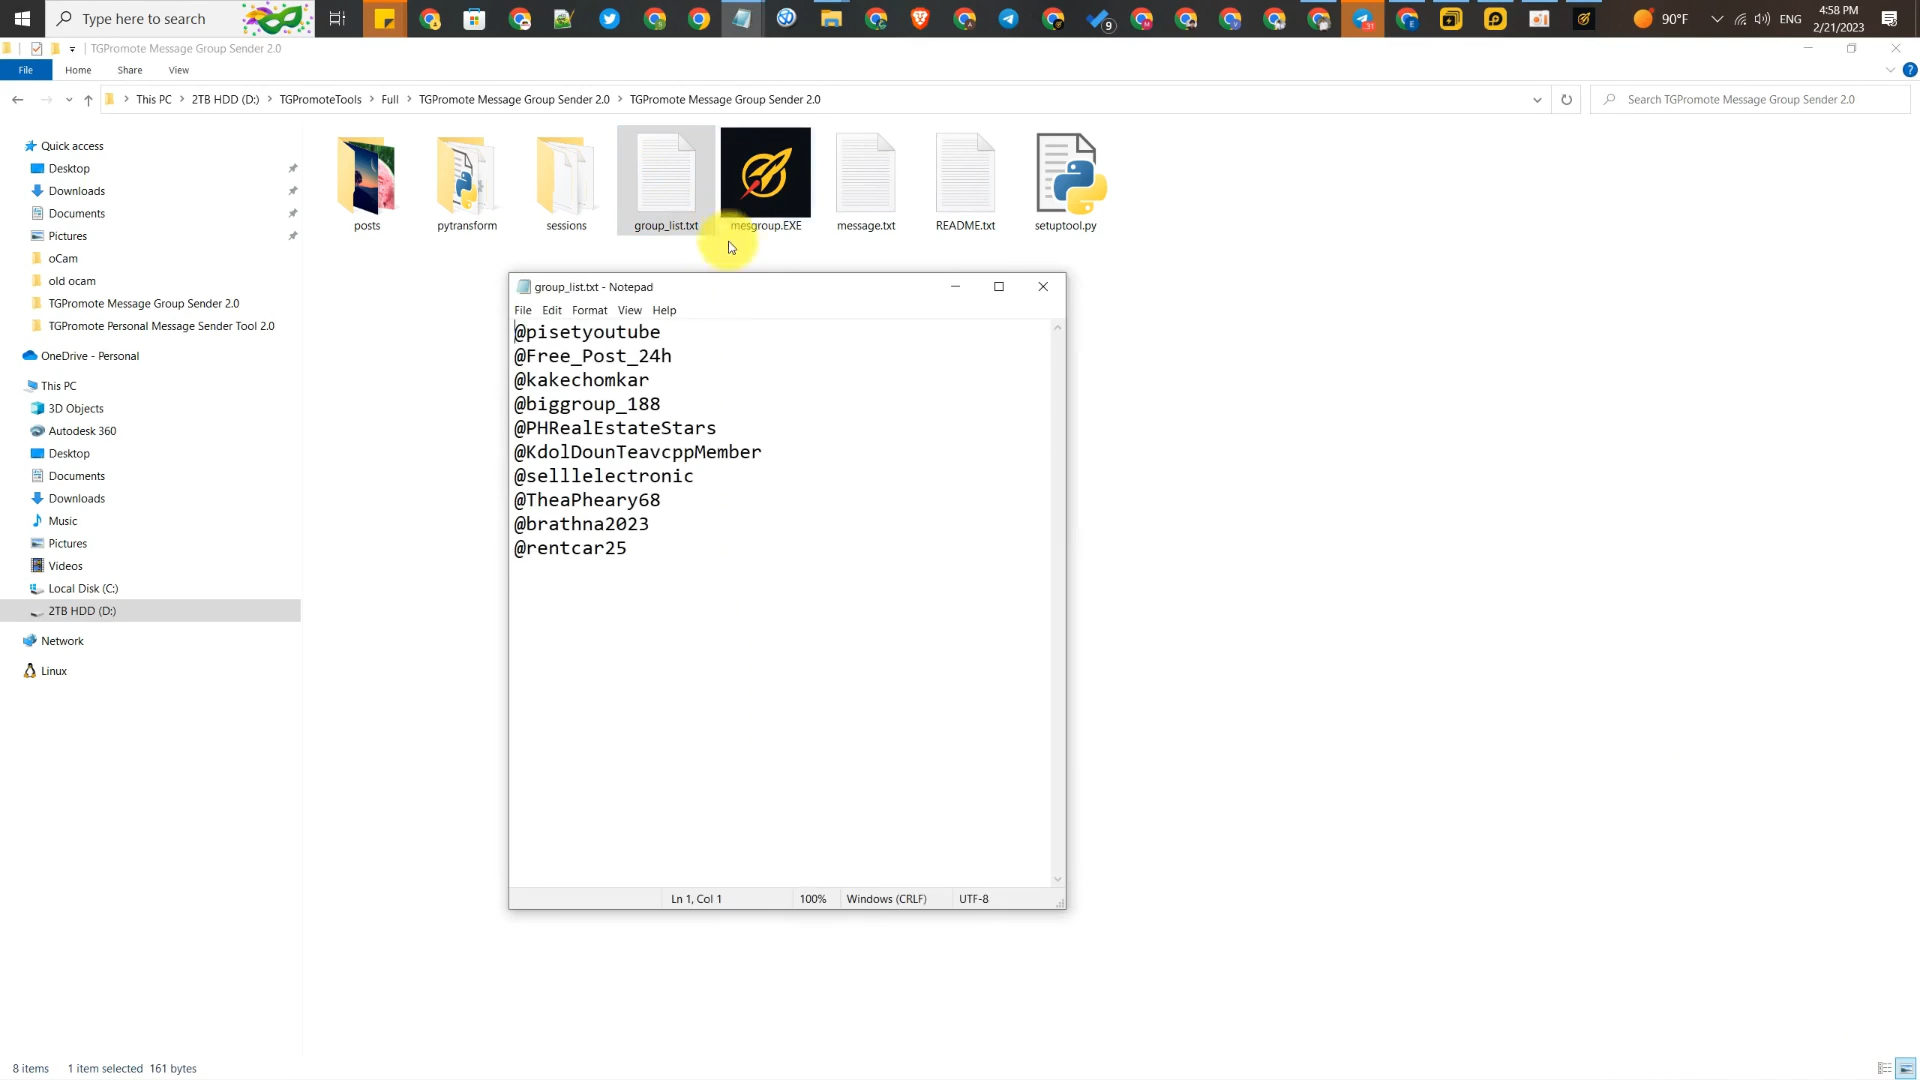 Type here to search
9
31
90°F
ENG
4:58 PM
2/21/2023
TGPromote Message Group Sender 2.0
File
Home
Share
View
This PC
2TB HDD (D:)
TGPromoteTools
Full
TGPromote Message Group Sender 2.0
TGPromote Message Group Sender 2.0
Search TGPromote Message Group Sender 2.0
Quick access
Desktop
Downloads
Documents
Pictures
oCam
old ocam
TGPromote Message Group Sender 2.0
TGPromote Personal Message Sender Tool 2.0
OneDrive - Personal
This PC
3D Objects
Autodesk 360
Desktop
Documents
Downloads
Music
Pictures
Videos
Local Disk (C:)
2TB HDD (D:)
Network
Linux
posts
pytransform
sessions
group_list.txt
mesgroup.EXE
message.txt
README.txt
setuptool.py
group_list.txt - Notepad
File Edit Format View Help
@pisetyoutube
@Free_Post_24h
@kakechomkar
@biggroup_188
@PHRealEstateStars
@KdolDounTeavcppMember
@selllelectronic
@TheaPheary68
@brathna2023
@rentcar25
Ln 1, Col 1
100%
Windows (CRLF)
UTF-8
8 items
1 item selected 161 bytes